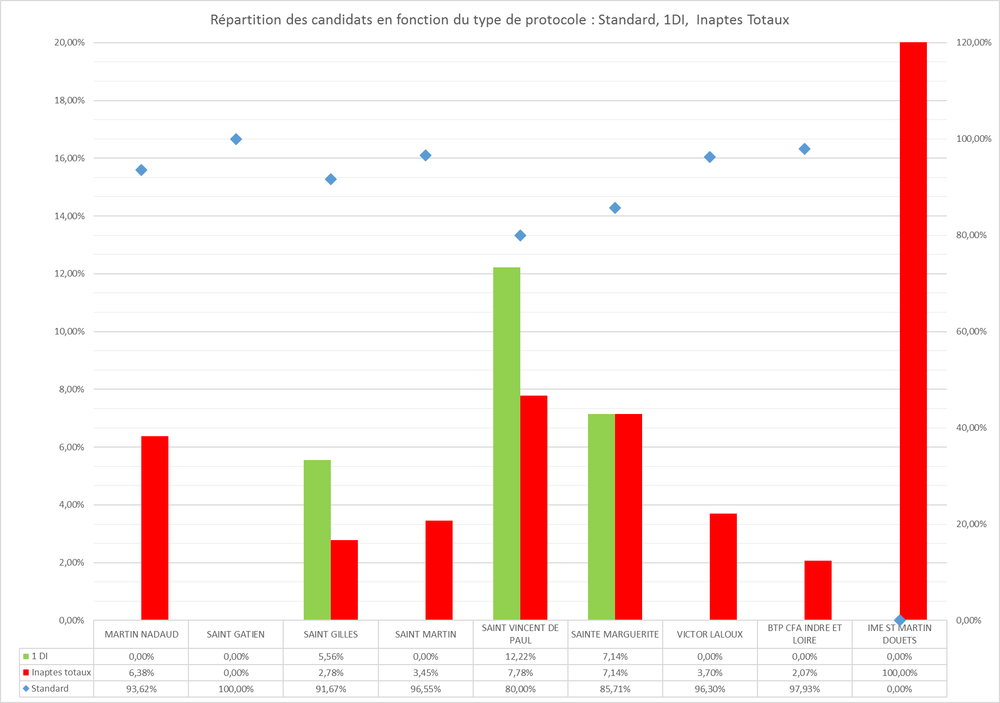 Répartition des candidats en fonction du type de protocole : Standard, 1DI,  Inaptes Totaux
20,00%
18,00%
16,00%
14,00%
12,00%
10,00%
8,00%
6,00%
4,00%
2,00%
0,00%
120,00%
100,00%
80,00%
60,00%
40,00%
20,00%
0,00%
MARTIN NADAUD
SAINT GATIEN
SAINT GILLES
SAINT MARTIN
SAINT VINCENT DE
PAUL
SAINTE MARGUERITE
VICTOR LALOUX
BTP CFA INDRE ET
LOIRE
IME ST MARTIN
DOUETS
1 DI 0,00% 0,00% 5,56% 0,00% 12,22% 7,14% 0,00% 0,00% 0,00%
Inaptes totaux 6,38% 0,00% 2,78% 3,45% 7,78% 7,14% 3,70% 2,07% 100,00%
Standard 93,62% 100,00% 91,67% 96,55% 80,00% 85,71% 96,30% 97,93% 0,00%